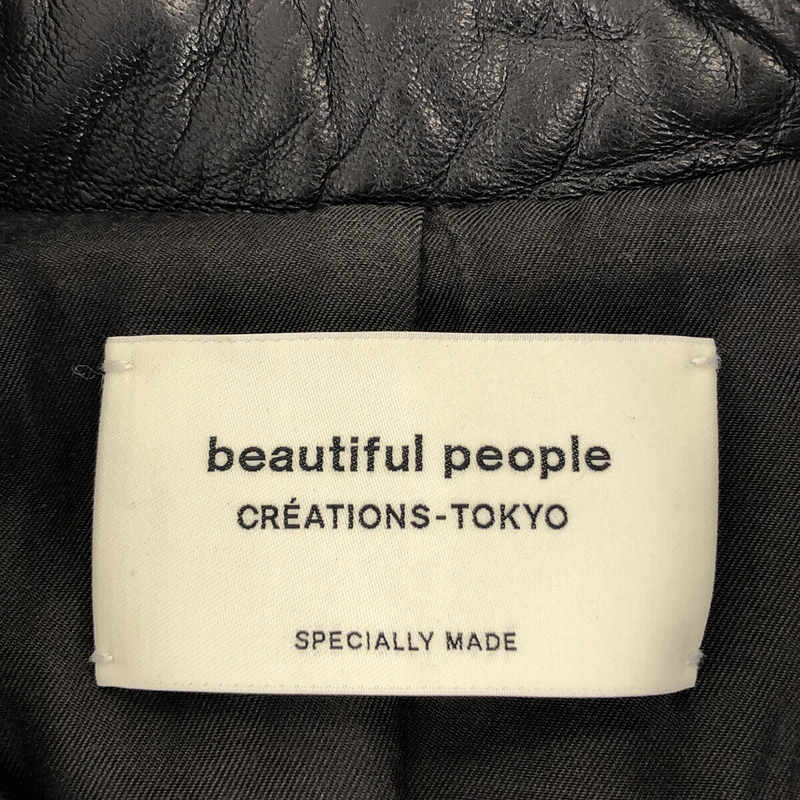 beautiful people
CRÉATIONS-TOKYO
SPECIALLY MADE